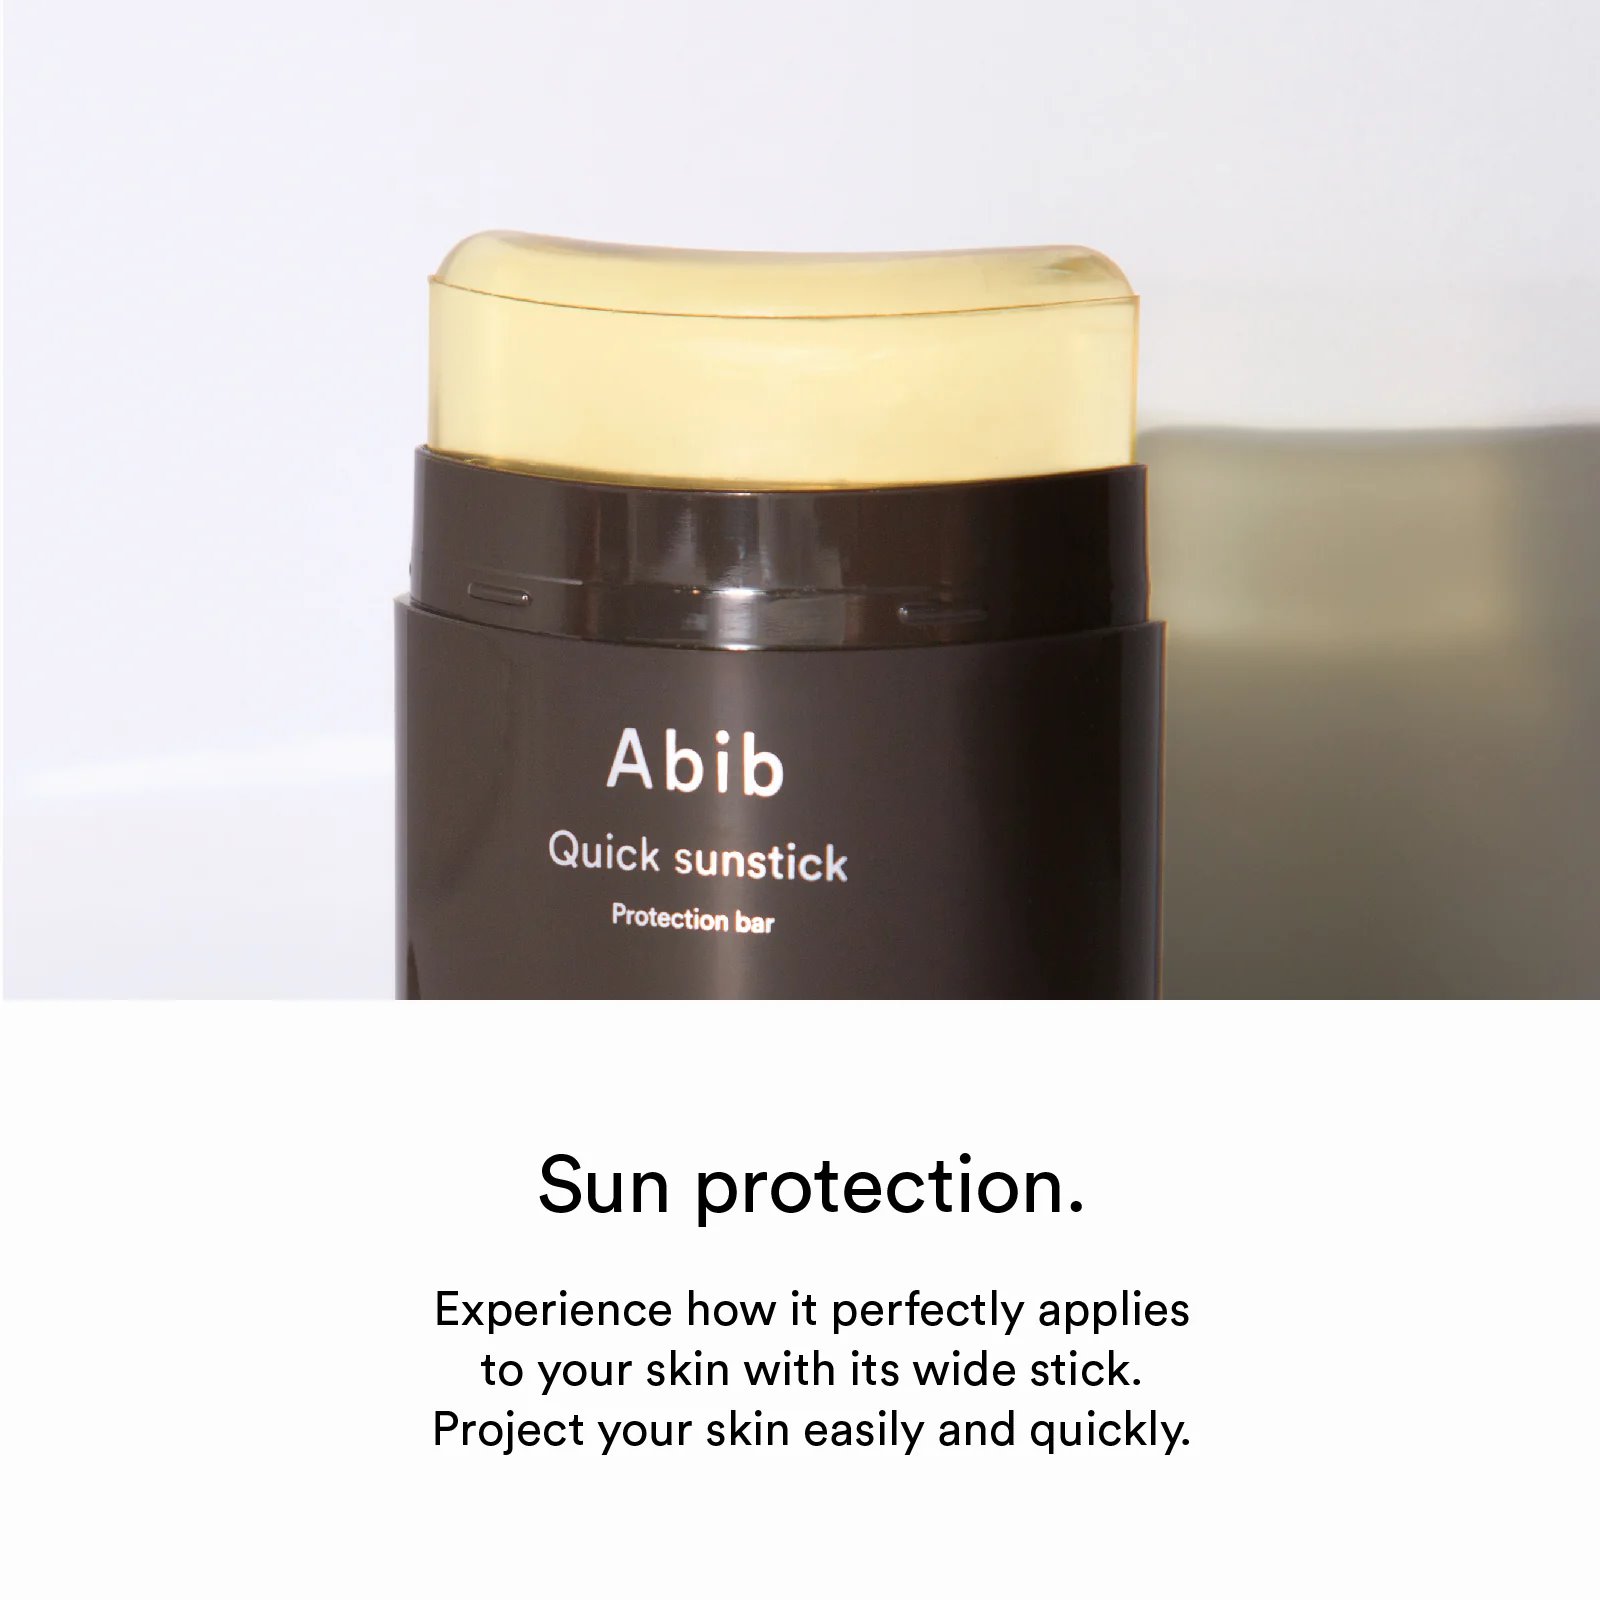 Abib
Quick sunstick
Protection bar
Sun protection.
Experience how it perfectly applies
to your skin with its wide stick.
Project your skin easily and quickly.